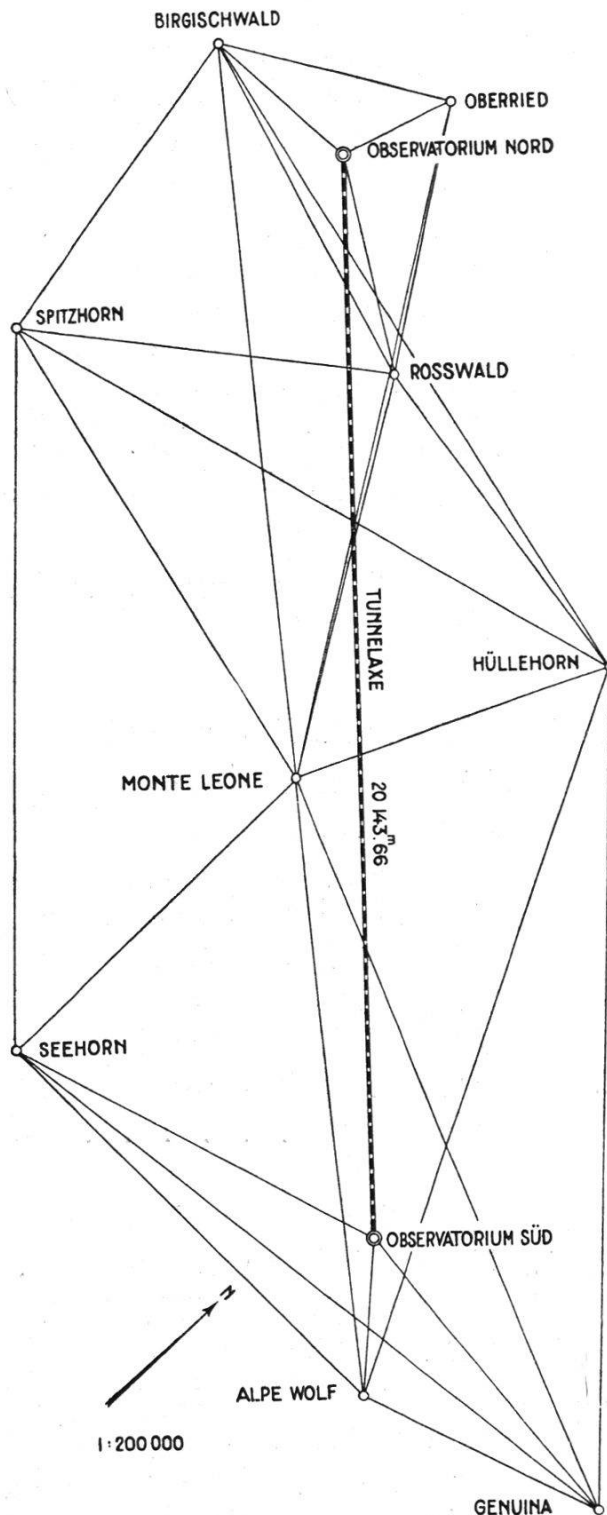 BIRGISCHWALD
OBERRIED
OBSERVATORIUM NORD
SPITZHORN
ROSSWALD
TUNNELAXE
HÜLLEHORN
MONTE LEONE
20 143.ᵐ66
SEEHORN
OBSERVATORIUM SÜD
N
ALPE WOLF
1:200 000
GENUINA